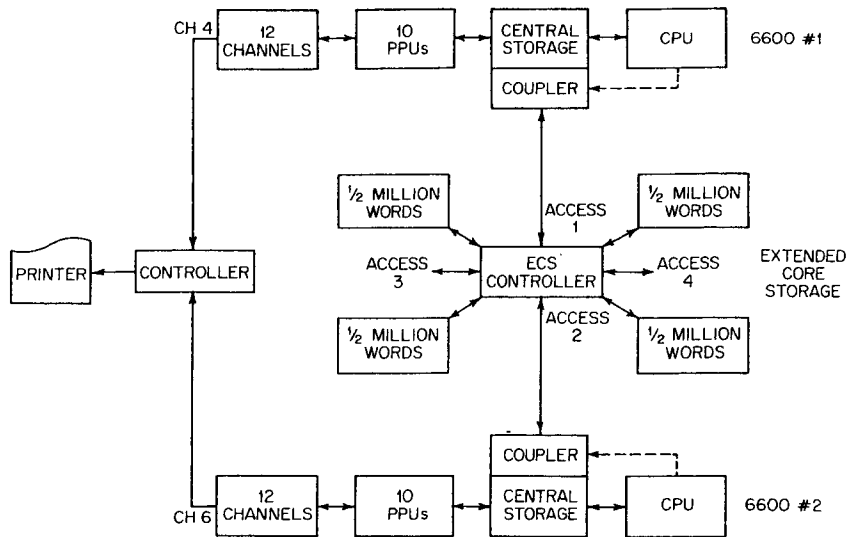 CH 4
12
CHANNELS
10
PPUs
CENTRAL
STORAGE
COUPLER
CPU
6600 #1
½ MILLION
WORDS
ACCESS
1
½ MILLION
WORDS
PRINTER
CONTROLLER
ACCESS
3
ECS
CONTROLLER
ACCESS
4
EXTENDED
CORE
STORAGE
½ MILLION
WORDS
ACCESS
2
½ MILLION
WORDS
CH 6
12
CHANNELS
10
PPUs
COUPLER
CENTRAL
STORAGE
CPU
6600 #2